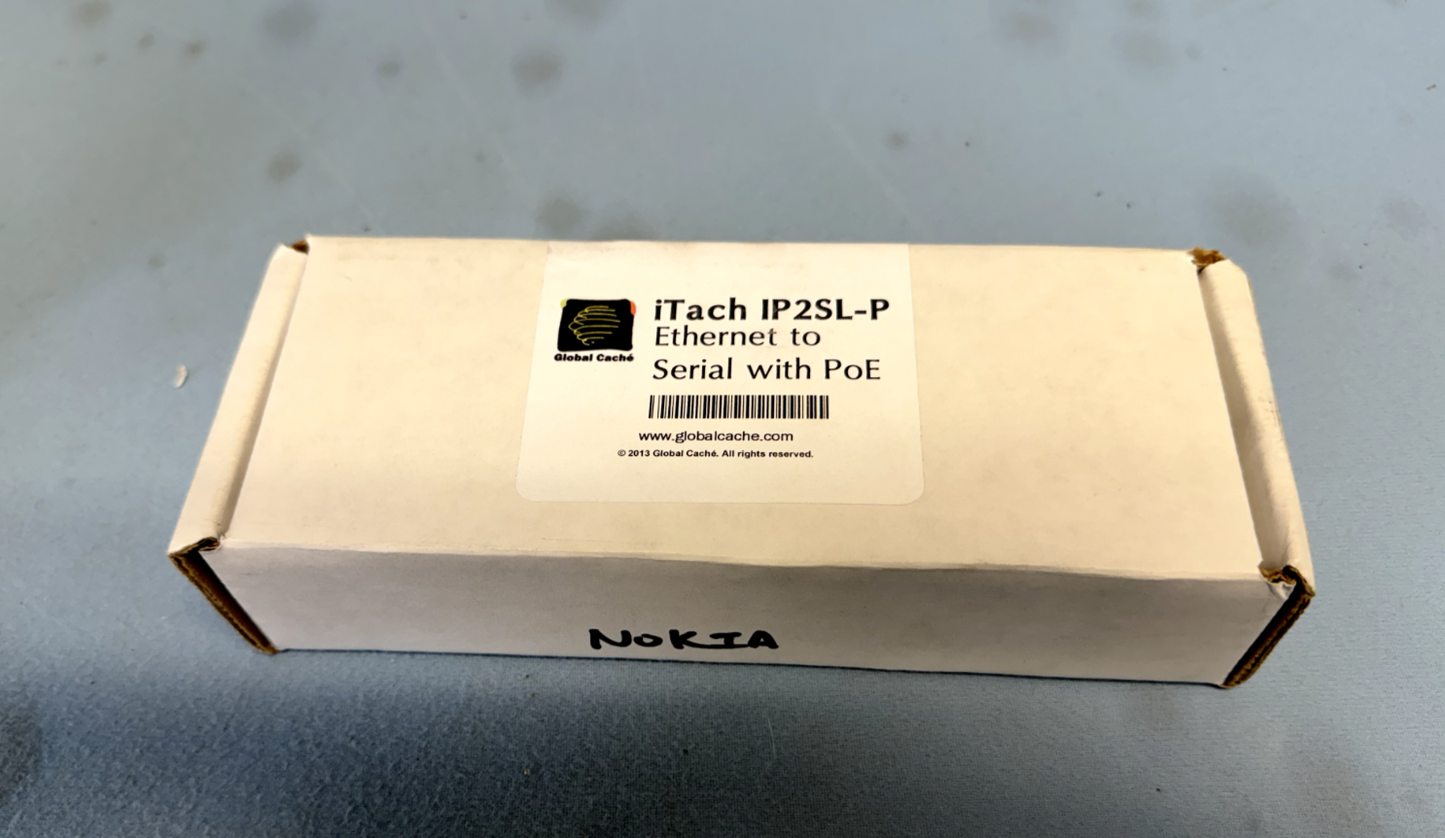 iTach IP2SL-P
Ethernet to
Serial with PoE
Global Caché
www.globalcache.com
© 2013 Global Caché. All rights reserved.
NOKIA